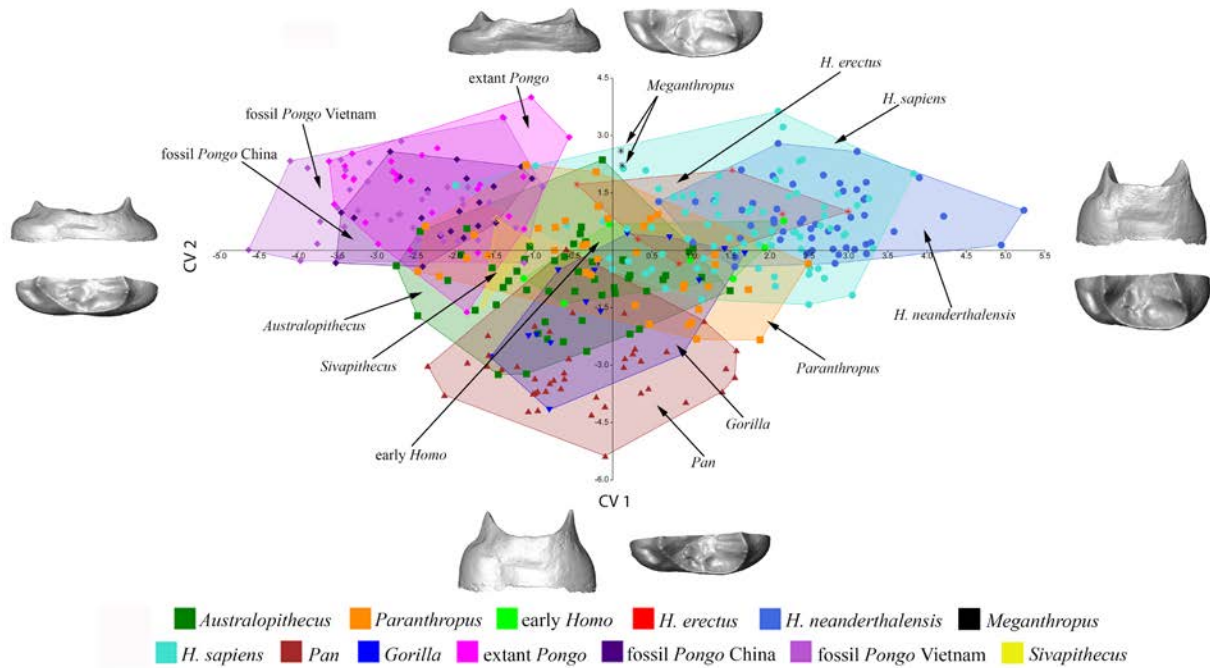 H. erectus
extant Pongo
Meganthropus
H. sapiens
fossil Pongo Vietnam
fossil Pongo China
4.5
3.0
1.5
CV 2
-5 -4.5 -4.0 -3.5 -3.0 -2.5 -2.0 -1.5 -1.0 -0.5 0.5 1.0 1.5 2.0 2.5 3.0 3.5 4.0 4.5 5.0 5.5
-1.5
-3.0
-4.5
-6.0
Australopithecus
H. neanderthalensis
Sivapithecus
Paranthropus
Gorilla
early Homo
Pan
CV 1
Australopithecus Paranthropus early Homo H. erectus H. neanderthalensis Meganthropus
H. sapiens Pan Gorilla extant Pongo fossil Pongo China fossil Pongo Vietnam Sivapithecus